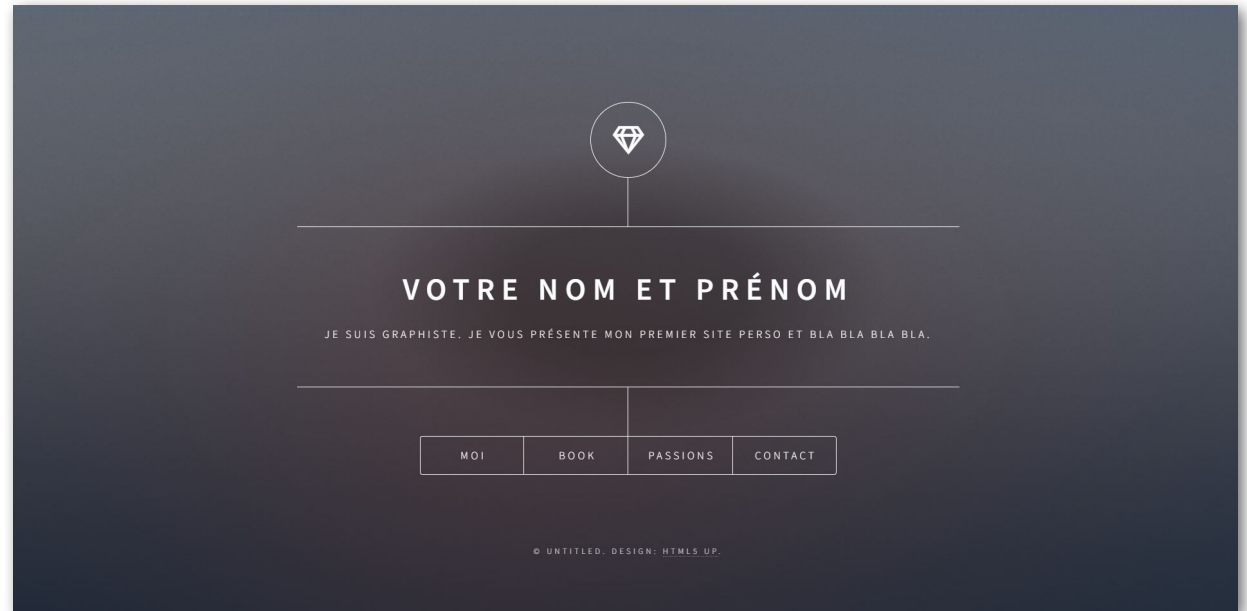 VOTRE NOM ET PRÉNOM
JE SUIS GRAPHISTE. JE VOUS PRÉSENTE MON PREMIER SITE PERSO ET BLA BLA BLA BLA.
MOI BOOK PASSIONS CONTACT
© UNTITLED. DESIGN: HTML5 UP.